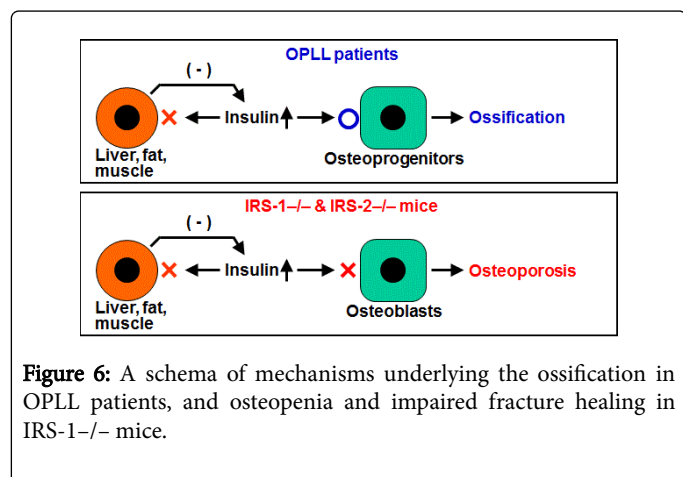 OPLL patients
( - )
Insulin
Ossification
Liver, fat,
muscle
Osteoprogenitors
IRS-1–/– & IRS-2–/– mice
( - )
Insulin
Osteoporosis
Liver, fat,
muscle
Osteoblasts
Figure 6: A schema of mechanisms underlying the ossification in
OPLL patients, and osteopenia and impaired fracture healing in
IRS-1–/– mice.